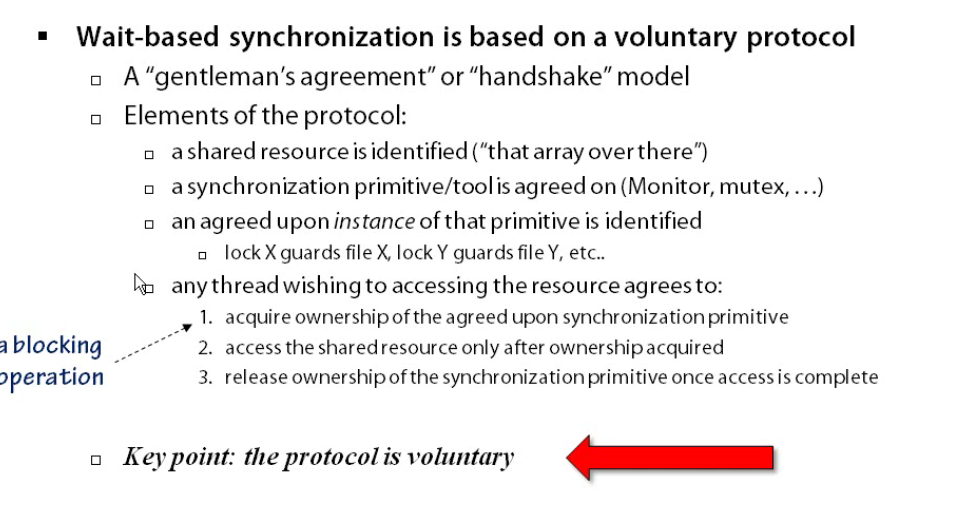 Wait-based synchronization is based on a voluntary protocol
A “gentleman’s agreement” or “handshake” model
Elements of the protocol:
a shared resource is identified (“that array over there”)
a synchronization primitive/tool is agreed on (Monitor, mutex, …)
an agreed upon instance of that primitive is identified
lock X guards file X, lock Y guards file Y, etc..
any thread wishing to accessing the resource agrees to:
1. acquire ownership of the agreed upon synchronization primitive
2. access the shared resource only after ownership acquired
3. release ownership of the synchronization primitive once access is complete
a blocking
operation
Key point: the protocol is voluntary